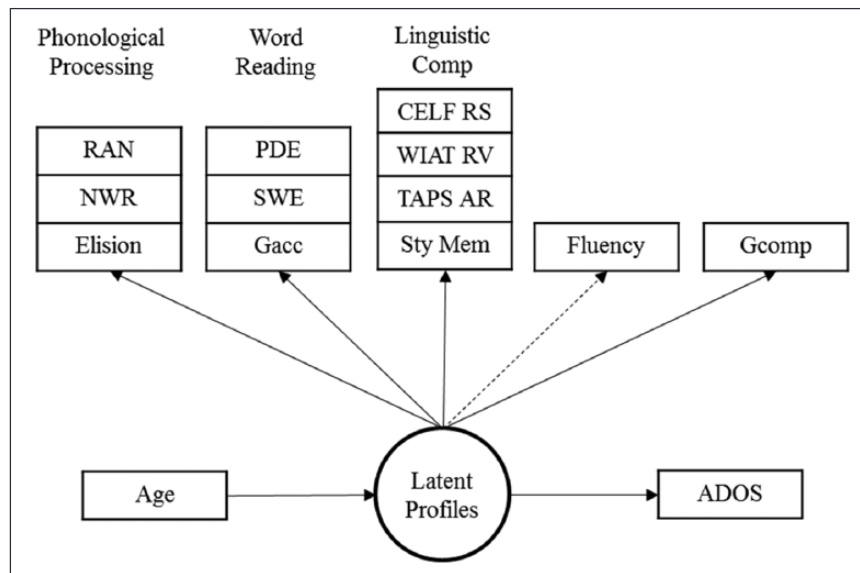 Phonological
Processing
Word
Reading
Linguistic
Comp
RAN
NWR
Elision
PDE
SWE
Gacc
CELF RS
WIAT RV
TAPS AR
Sty Mem
Fluency
Gcomp
Age
Latent
Profiles
ADOS